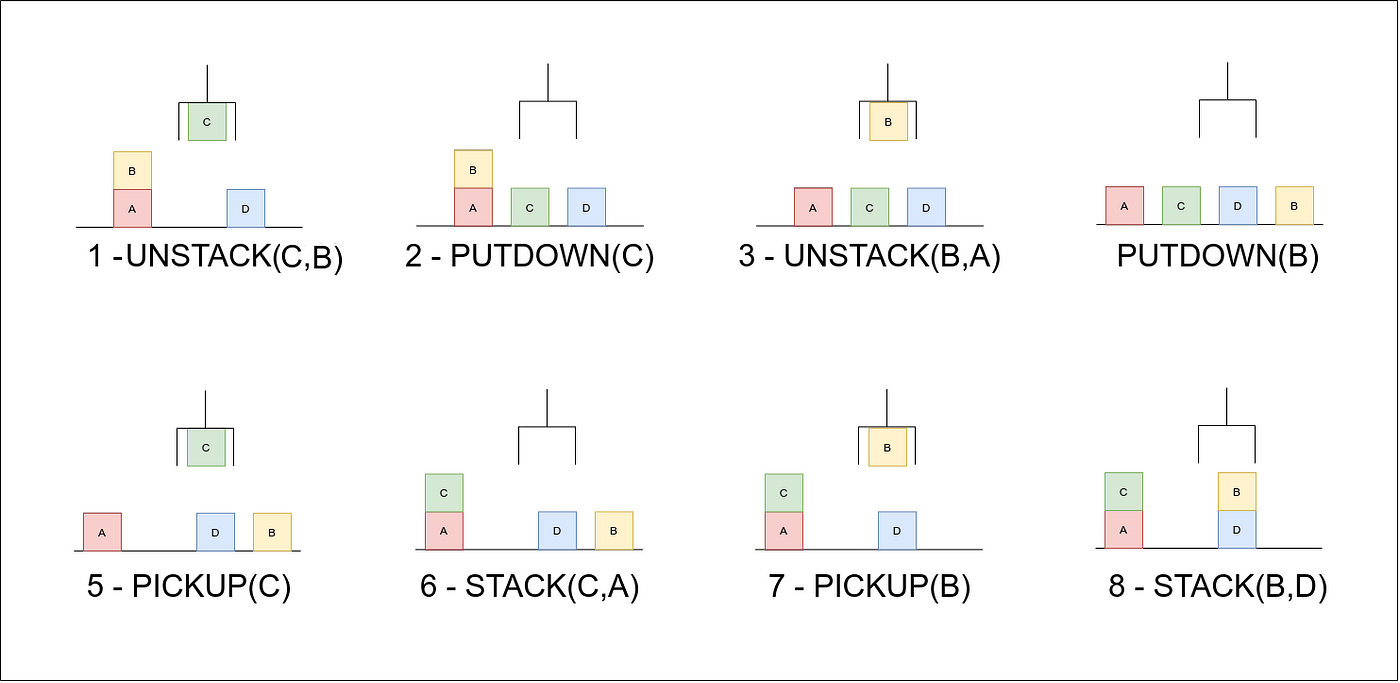 C
B
A
D
1 -UNSTACK(C,B)
B
A
C
D
2 - PUTDOWN(C)
B
A
C
D
3 - UNSTACK(B,A)
A
C
D
B
PUTDOWN(B)
C
A
D
B
5 - PICKUP(C)
C
A
D
B
6 - STACK(C,A)
B
C
A
D
7 - PICKUP(B)
C
B
A
D
8 - STACK(B,D)